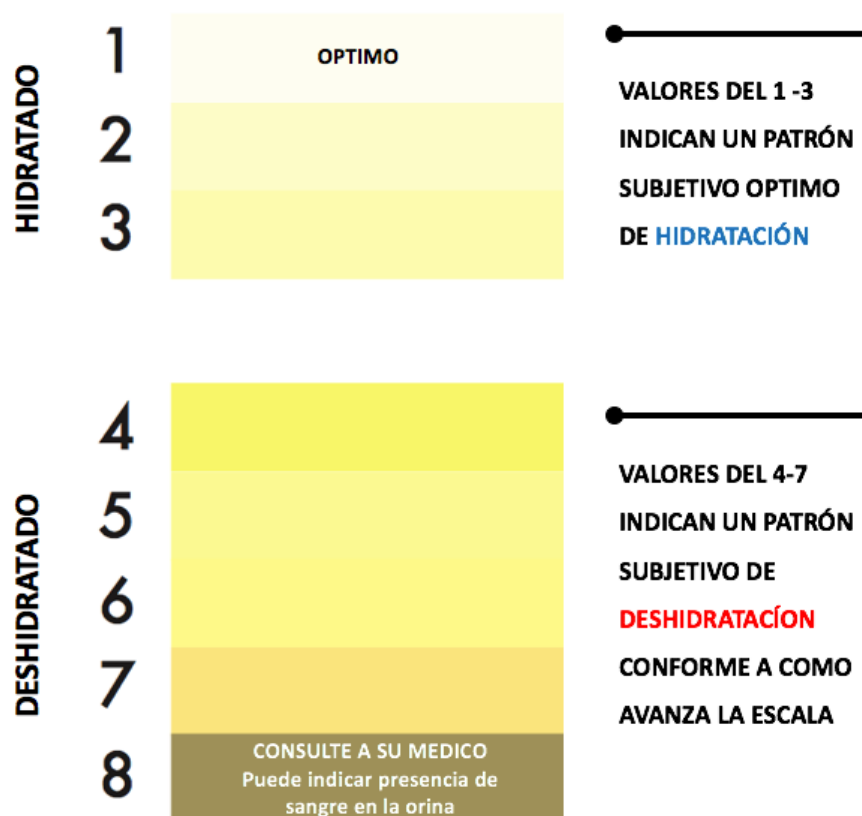 HIDRATADO
1
OPTIMO
2
3
VALORES DEL 1 -3
INDICAN UN PATRÓN
SUBJETIVO OPTIMO
DE HIDRATACIÓN
DESHIDRATADO
4
5
6
7
8
CONSULTE A SU MEDICO
Puede indicar presencia de
sangre en la orina
VALORES DEL 4-7
INDICAN UN PATRÓN
SUBJETIVO DE
DESHIDRATACÍON
CONFORME A COMO
AVANZA LA ESCALA